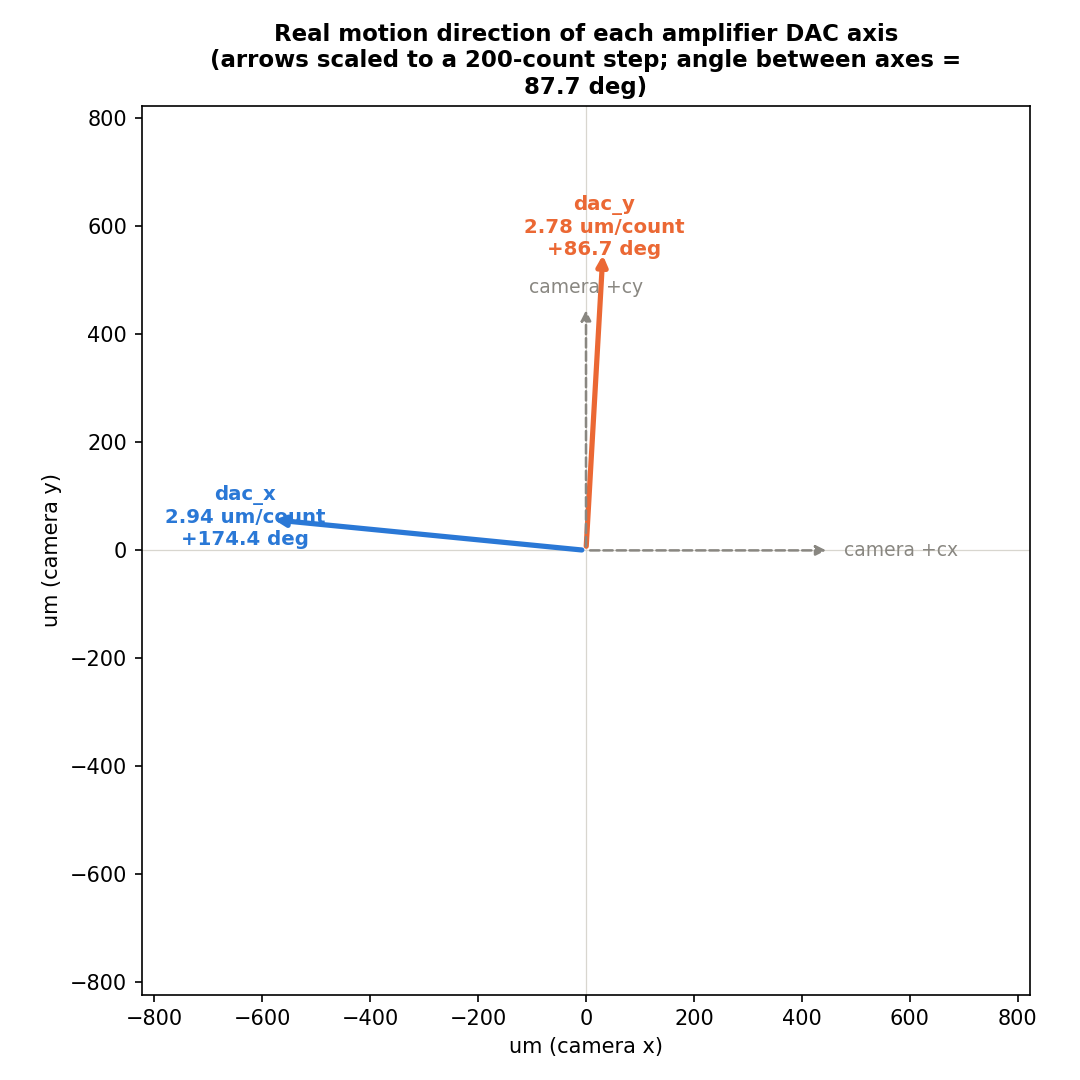 Real motion direction of each amplifier DAC axis
(arrows scaled to a 200-count step; angle between axes =
87.7 deg)
800
600
400
200
0
−200
−400
−600
−800
um (camera y)
dac_y
2.78 um/count
+86.7 deg
camera +cy
dac_x
2.94 um/count
+174.4 deg
camera +cx
−800
−600
−400
−200
0
200
400
600
800
um (camera x)